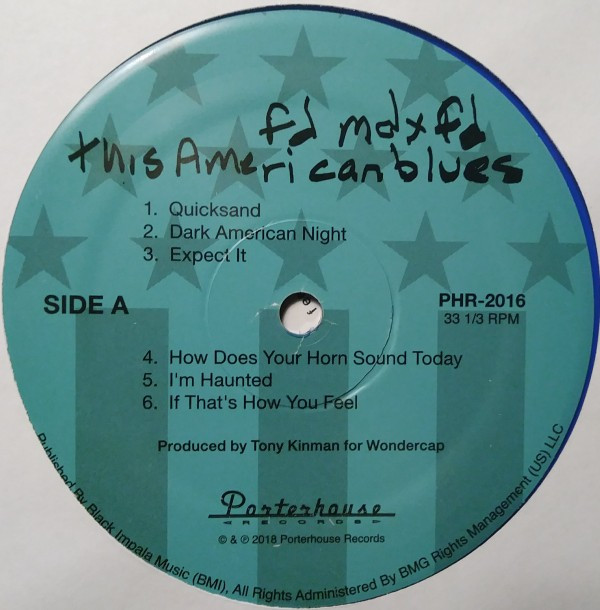 fd mdxfd
this American blues
1. Quicksand
2. Dark American Night
3. Expect It
SIDE A
PHR-2016
33 1/3 RPM
4. How Does Your Horn Sound Today
5. I'm Haunted
6. If That's How You Feel
Produced by Tony Kinman for Wondercap
Porterhouse
RECORDS
© & ℗ 2018 Porterhouse Records
Published By Black Impala Music (BMI), All Rights Administered By BMG Rights Management (US) LLC